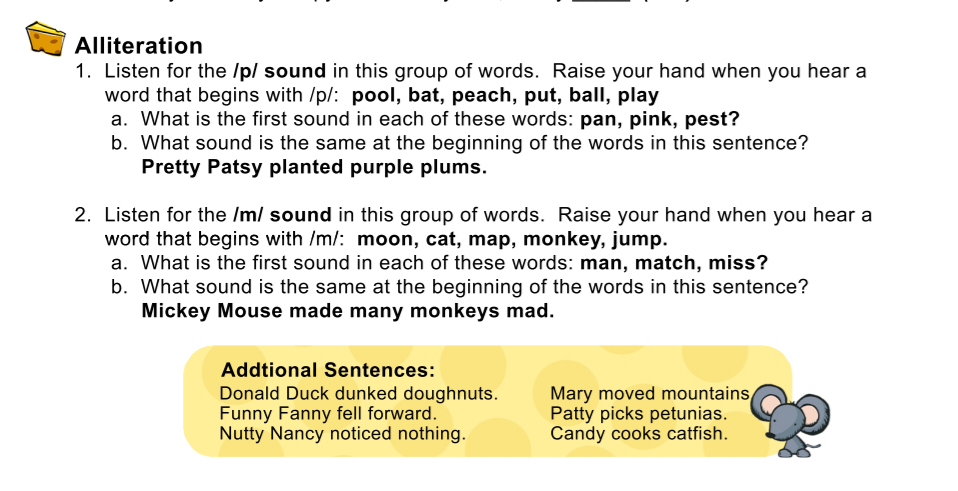 Alliteration
1. Listen for the /p/ sound in this group of words. Raise your hand when you hear a
word that begins with /p/: pool, bat, peach, put, ball, play
a. What is the first sound in each of these words: pan, pink, pest?
b. What sound is the same at the beginning of the words in this sentence?
Pretty Patsy planted purple plums.
2. Listen for the /m/ sound in this group of words. Raise your hand when you hear a
word that begins with /m/: moon, cat, map, monkey, jump.
a. What is the first sound in each of these words: man, match, miss?
b. What sound is the same at the beginning of the words in this sentence?
Mickey Mouse made many monkeys mad.
Addtional Sentences:
Donald Duck dunked doughnuts.
Funny Fanny fell forward.
Nutty Nancy noticed nothing.
Mary moved mountains
Patty picks petunias.
Candy cooks catfish.